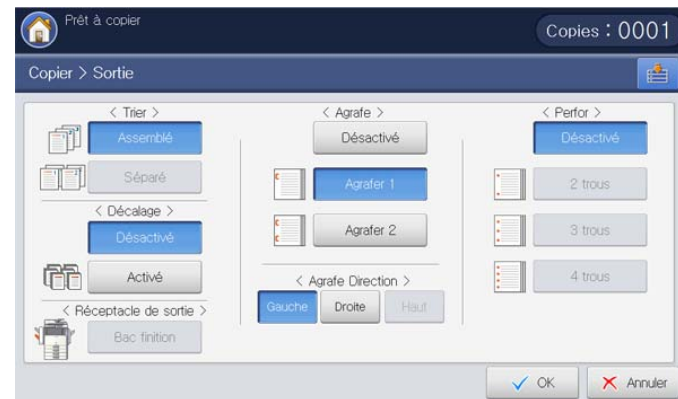 Prêt à copier
Copies : 0001
Copier > Sortie
< Trier >
Assemblé
Séparé
< Décalage >
Désactivé
Activé
< Réceptacle de sortie >
Bac finition
< Agrafe >
Désactivé
Agrafer 1
Agrafer 2
< Agrafe Direction >
Gauche Droite Haut
< Perfor >
Désactivé
2 trous
3 trous
4 trous
OK Annuler